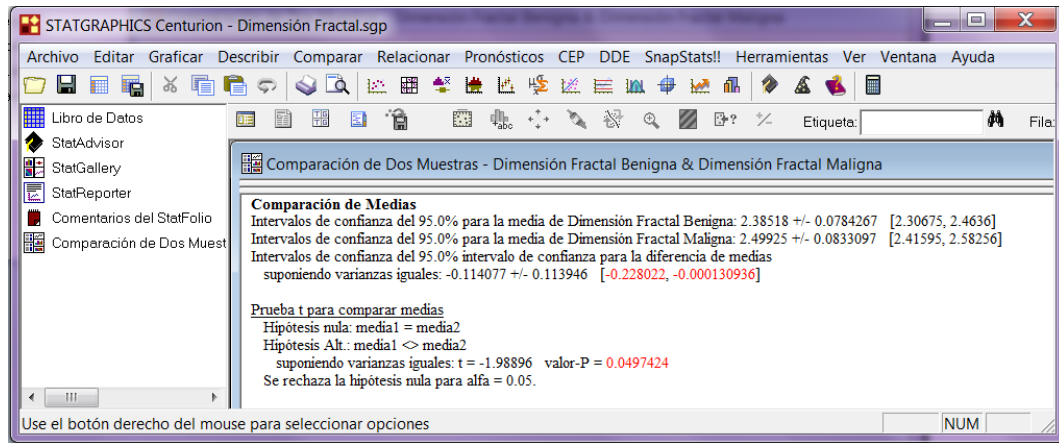 STATGRAPHICS Centurion - Dimensión Fractal.sgp
Archivo Editar Graficar Describir Comparar Relacionar Pronósticos CEP DDE SnapStats!! Herramientas Ver Ventana Ayuda
Etiqueta: Fila:
Libro de Datos
StatAdvisor
StatGallery
StatReporter
Comentarios del StatFolio
Comparación de Dos Muest
Comparación de Dos Muestras - Dimensión Fractal Benigna & Dimensión Fractal Maligna
Comparación de Medias
Intervalos de confianza del 95.0% para la media de Dimensión Fractal Benigna: 2.38518 +/- 0.0784267 [2.30675, 2.4636]
Intervalos de confianza del 95.0% para la media de Dimensión Fractal Maligna: 2.49925 +/- 0.0833097 [2.41595, 2.58256]
Intervalos de confianza del 95.0% intervalo de confianza para la diferencia de medias
suponiendo varianzas iguales: -0.114077 +/- 0.113946 [-0.228022, -0.000130936]
Prueba t para comparar medias
Hipótesis nula: media1 = media2
Hipótesis Alt.: media1 <> media2
suponiendo varianzas iguales: t = -1.98896 valor-P = 0.0497424
Se rechaza la hipótesis nula para alfa = 0.05.
Use el botón derecho del mouse para seleccionar opciones
NUM